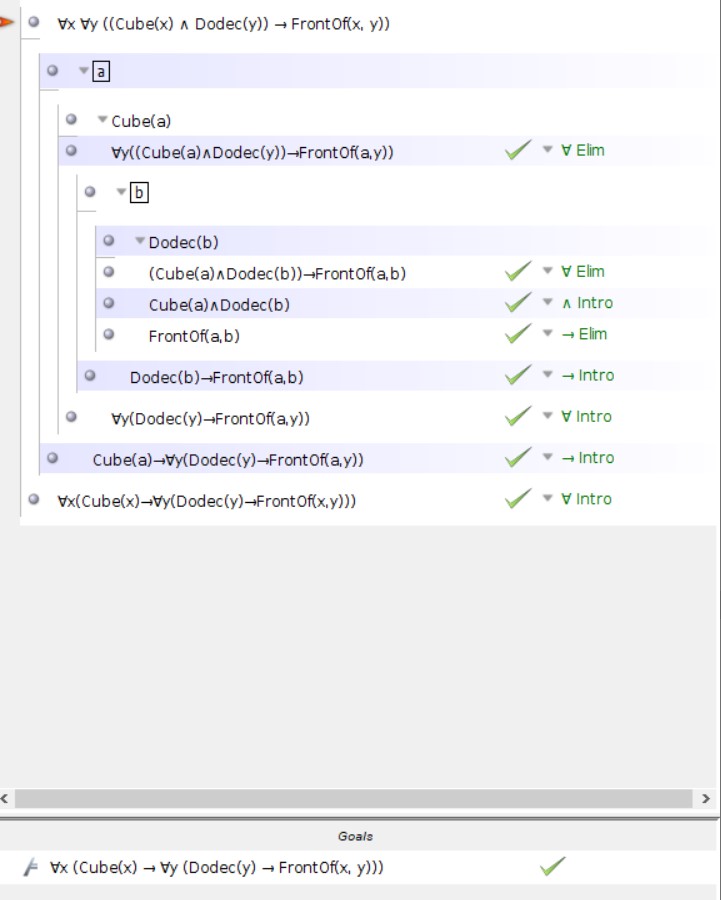 ∀x ∀y ((Cube(x) ∧ Dodec(y)) → FrontOf(x, y))
a
Cube(a)
∀y((Cube(a)∧Dodec(y))→FrontOf(a,y)) ∀ Elim
b
Dodec(b)
(Cube(a)∧Dodec(b))→FrontOf(a,b) ∀ Elim
Cube(a)∧Dodec(b) ∧ Intro
FrontOf(a,b) → Elim
Dodec(b)→FrontOf(a,b) → Intro
∀y(Dodec(y)→FrontOf(a,y)) ∀ Intro
Cube(a)→∀y(Dodec(y)→FrontOf(a,y)) → Intro
∀x(Cube(x)→∀y(Dodec(y)→FrontOf(x,y))) ∀ Intro
Goals
∀x (Cube(x) → ∀y (Dodec(y) → FrontOf(x, y)))